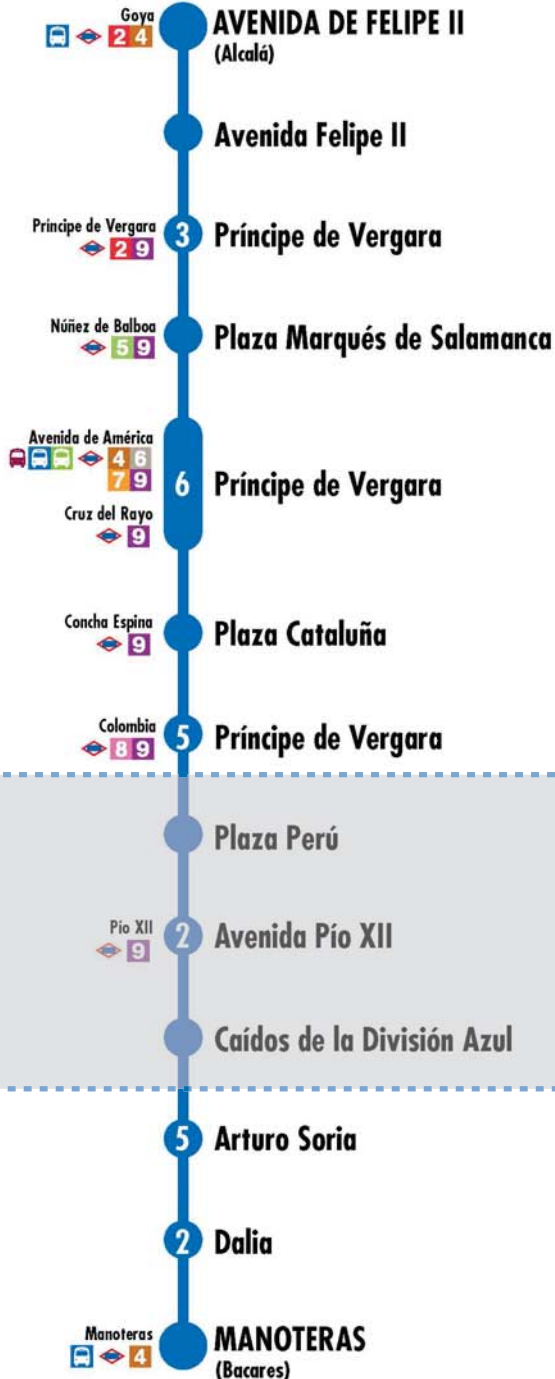 Goya
2 4
AVENIDA DE FELIPE II
(Alcalá)
Avenida Felipe II
Príncipe de Vergara
2 9
3
Príncipe de Vergara
Núñez de Balboa
5 9
Plaza Marqués de Salamanca
Avenida de América
4 6
7 9
Cruz del Rayo
9
6
Príncipe de Vergara
Concha Espina
9
Plaza Cataluña
Colombia
8 9
5
Príncipe de Vergara
Plaza Perú
Pío XII
9
2
Avenida Pío XII
Caídos de la División Azul
5
Arturo Soria
2
Dalia
Manoteras
4
MANOTERAS
(Bacares)